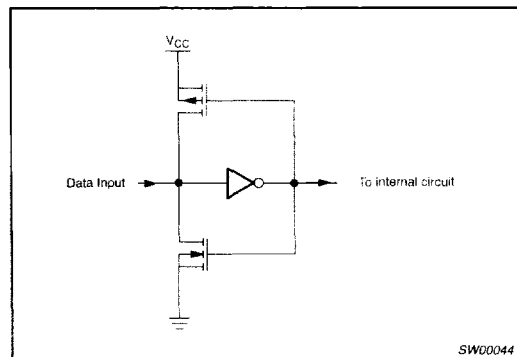 VCC
Data Input
To internal circuit
SW00044